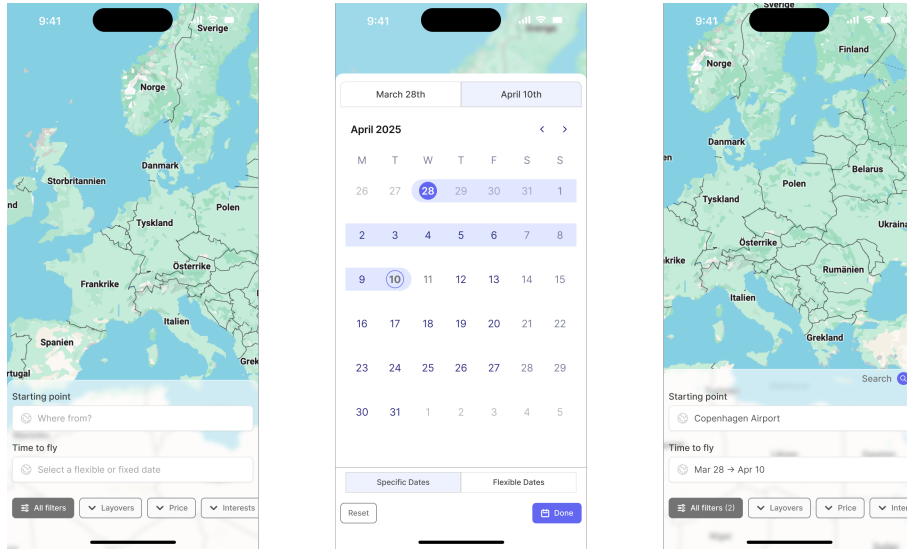 9:41
Sverige
Norge
Danmark
Storbritannien
nd
Polen
Tyskland
Österrike
Frankrike
Italien
Spanien
Grek
rtugal
Starting point
Where from?
Time to fly
Select a flexible or fixed date
All filters Layovers Price Interests
9:41
March 28th April 10th
April 2025
M T W T F S S
26 27 28 29 30 31 1
2 3 4 5 6 7 8
9 10 11 12 13 14 15
16 17 18 19 20 21 22
23 24 25 26 27 28 29
30 31 1 2 3 4 5
Specific Dates Flexible Dates
Reset Done
Sverige
9:41
Finland
Norge
Danmark
en
Belarus
Polen
Tyskland
Ukraina
Österrike
nkrike
Rumänien
Italien
Grekland
Search
Starting point
Copenhagen Airport
Time to fly
Mar 28 → Apr 10
All filters (2) Layovers Price Inter